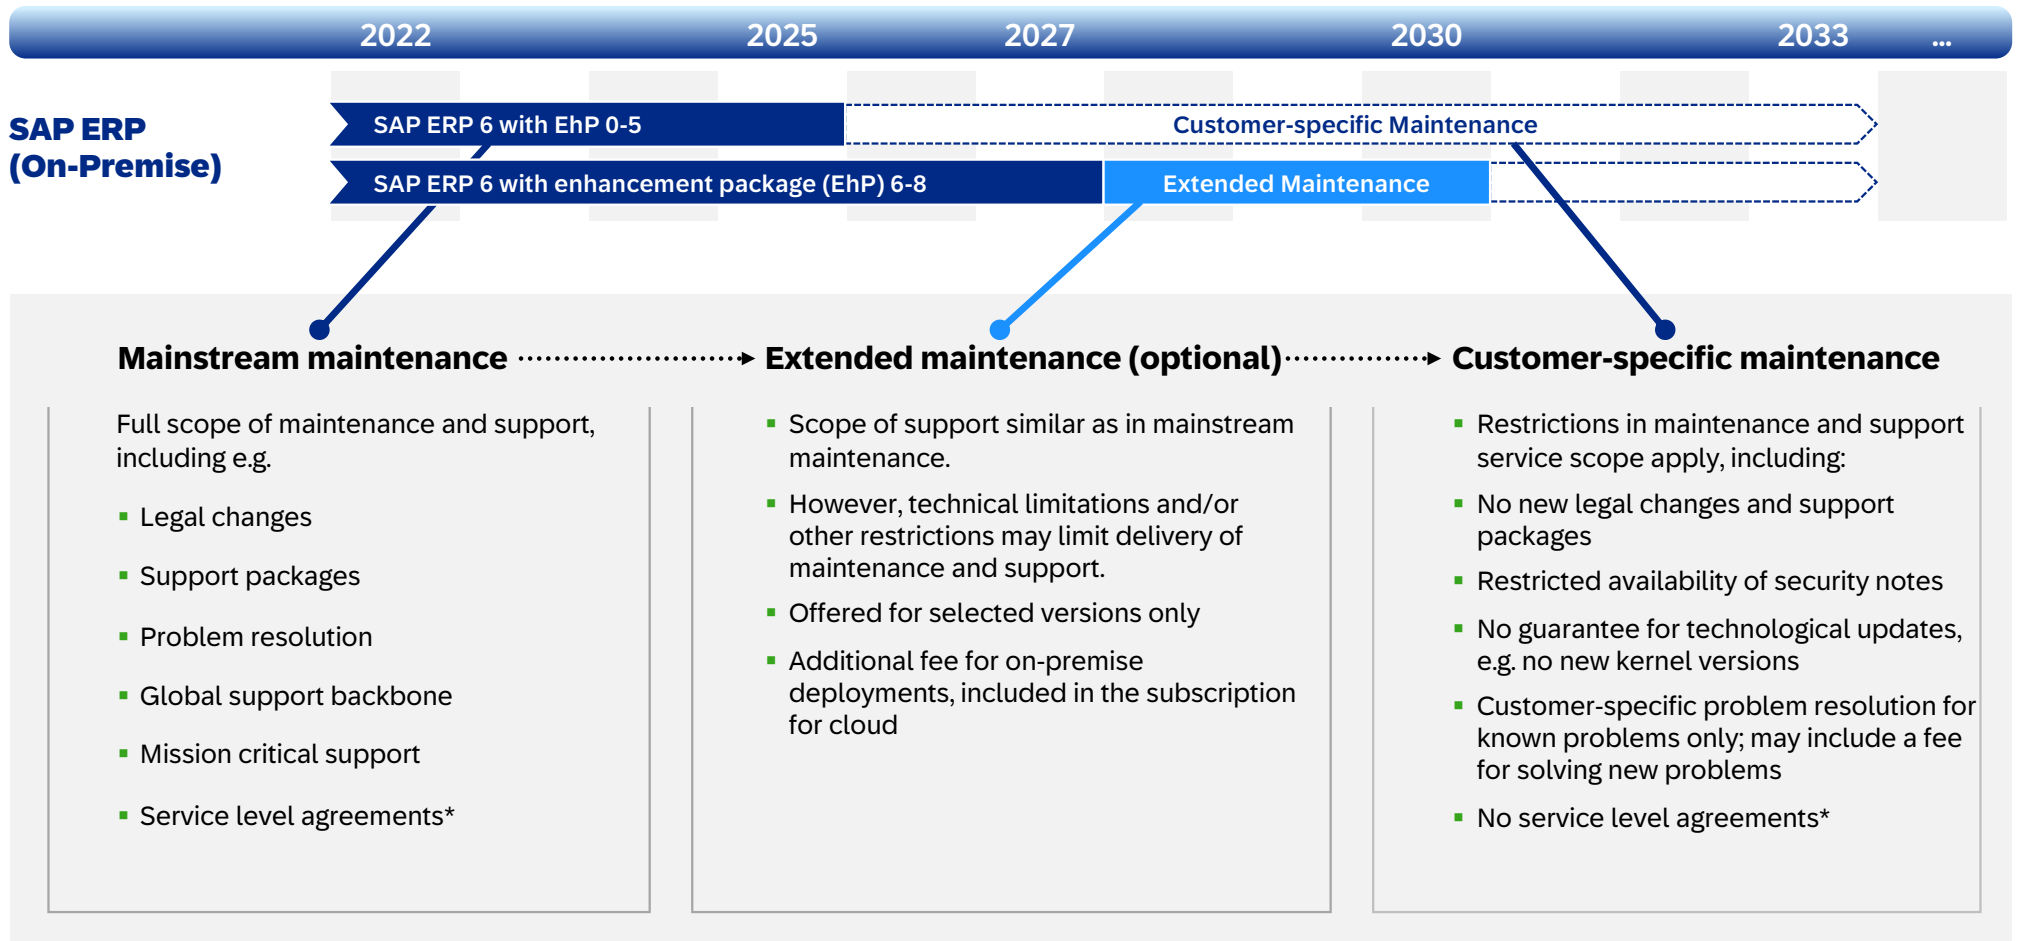 2022 2025 2027 2030 2033 ...
SAP ERP
(On-Premise)
SAP ERP 6 with EhP 0-5
Customer-specific Maintenance
SAP ERP 6 with enhancement package (EhP) 6-8
Extended Maintenance
Mainstream maintenance
Full scope of maintenance and support,
including e.g.
▪ Legal changes
▪ Support packages
▪ Problem resolution
▪ Global support backbone
▪ Mission critical support
▪ Service level agreements*
Extended maintenance (optional)
▪ Scope of support similar as in mainstream
maintenance.
▪ However, technical limitations and/or
other restrictions may limit delivery of
maintenance and support.
▪ Offered for selected versions only
▪ Additional fee for on-premise
deployments, included in the subscription
for cloud
Customer-specific maintenance
▪ Restrictions in maintenance and support
service scope apply, including:
▪ No new legal changes and support
packages
▪ Restricted availability of security notes
▪ No guarantee for technological updates,
e.g. no new kernel versions
▪ Customer-specific problem resolution for
known problems only; may include a fee
for solving new problems
▪ No service level agreements*